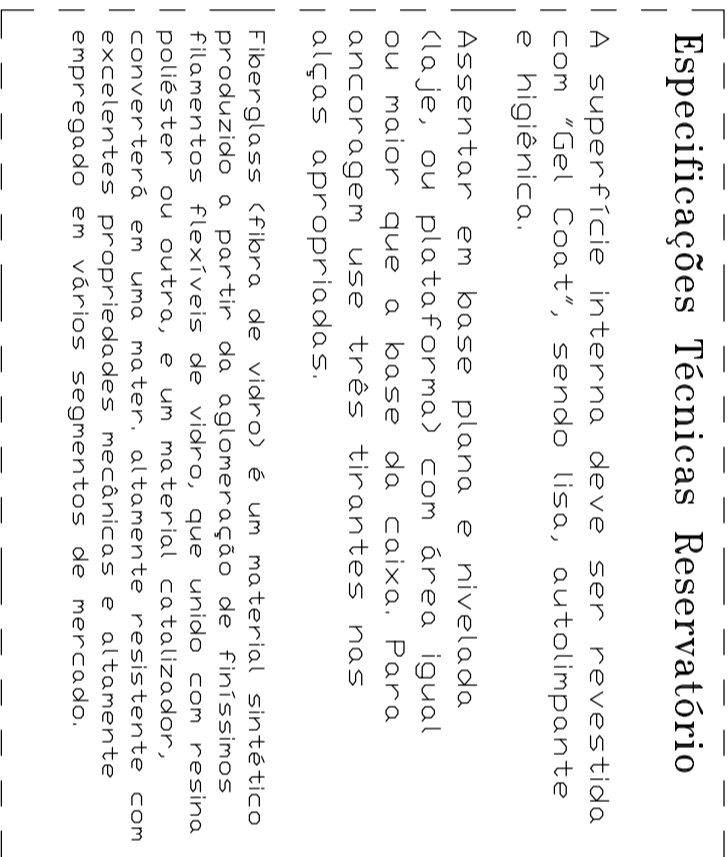 Especificações Técnicas Reservatório
A superfície interna deve ser revestida
com "Gel Coat", sendo lisa, autolimpante
e higiênica.
Assentar em base plana e nivelada
(laje, ou plataforma) com área igual
ou maior que a base da caixa. Para
ancoragem use três tirantes nas
alças apropriadas.
Fiberglass (fibra de vidro) é um material sintético
produzido a partir da aglomeração de finíssimos
filamentos flexíveis de vidro, que unido com resina
poliéster ou outra, e um material catalizador,
converterá em uma mater. altamente resistente com
excelentes propriedades mecânicas e altamente
empregado em vários segmentos de mercado.